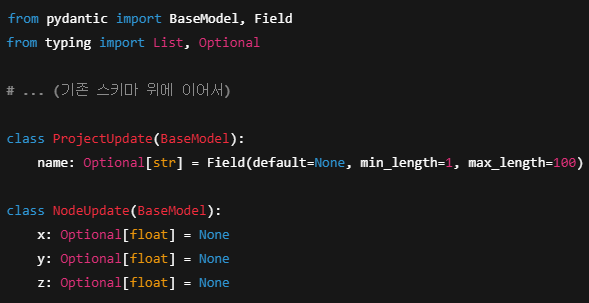 from pydantic import BaseModel, Field
from typing import List, Optional
# ... (기존 스키마 위에 이어서)
class ProjectUpdate(BaseModel):
    name: Optional[str] = Field(default=None, min_length=1, max_length=100)
class NodeUpdate(BaseModel):
    x: Optional[float] = None
    y: Optional[float] = None
    z: Optional[float] = None